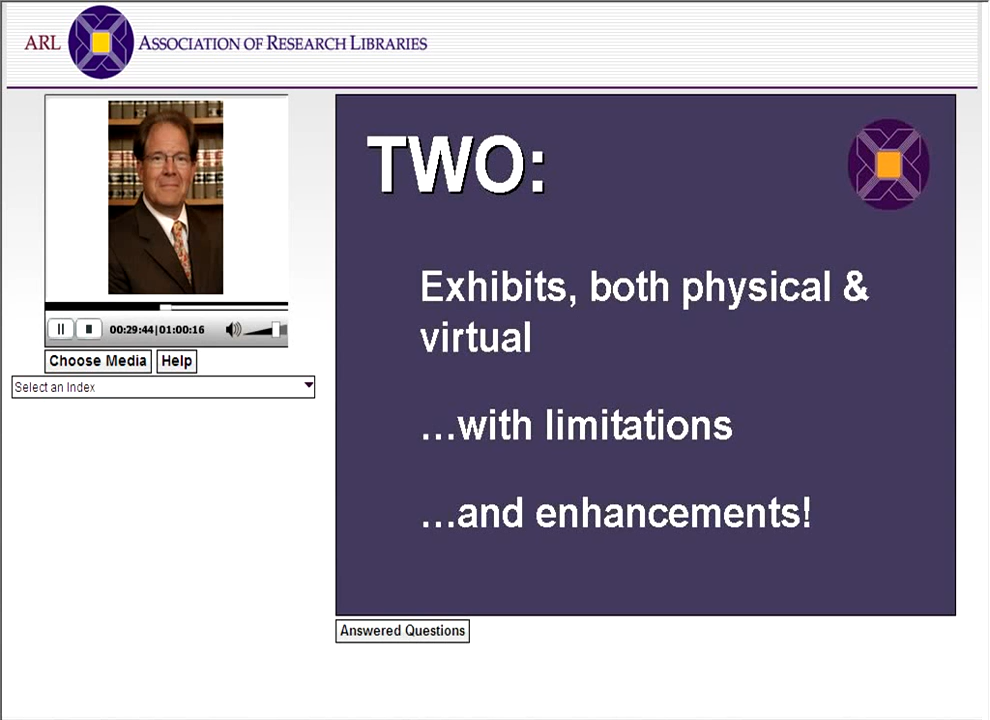 ARL ASSOCIATION OF RESEARCH LIBRARIES
00:29:44|01:00:16
Choose Media Help
Select an Index
TWO:
Exhibits, both physical &
virtual
...with limitations
...and enhancements!
Answered Questions